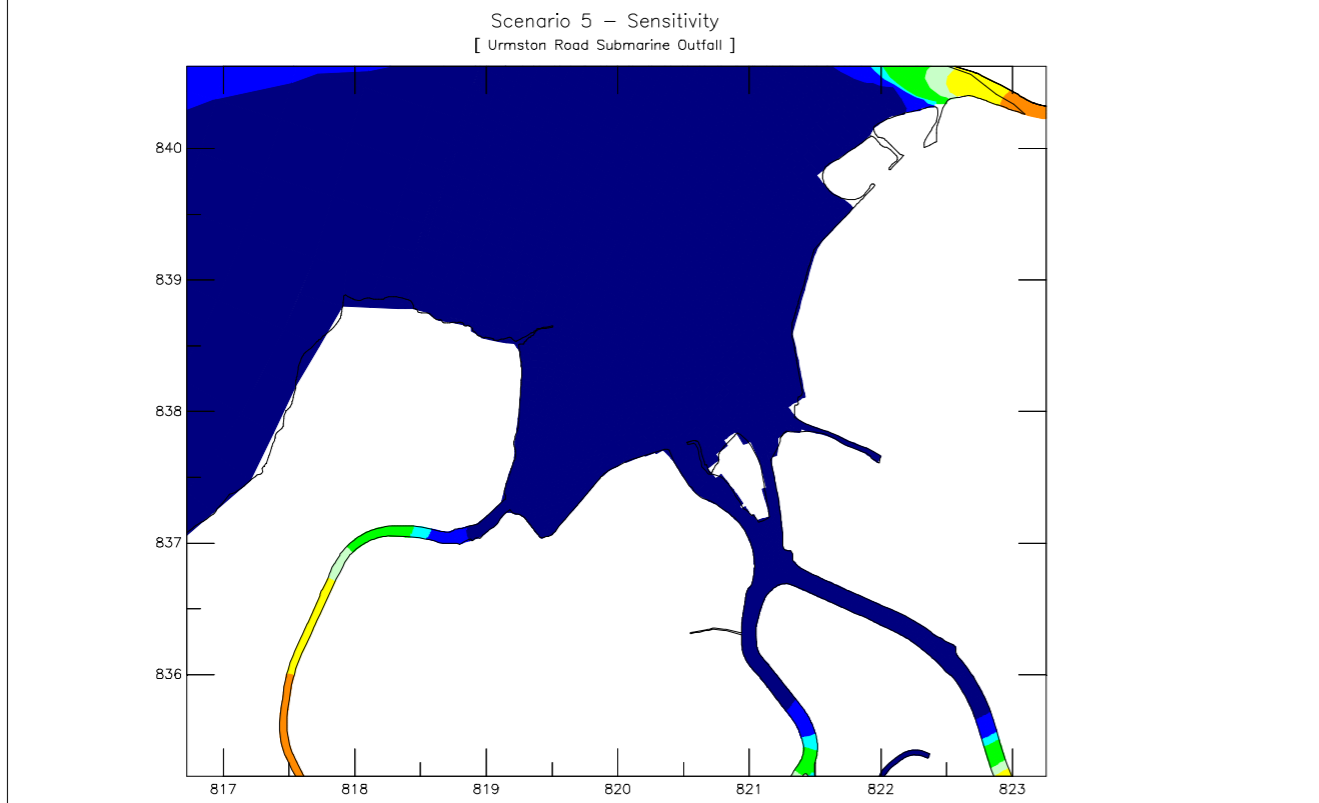 Scenario 5 – Sensitivity
[ Urmston Road Submarine Outfall ]
840
839
838
837
836
817 818 819 820 821 822 823